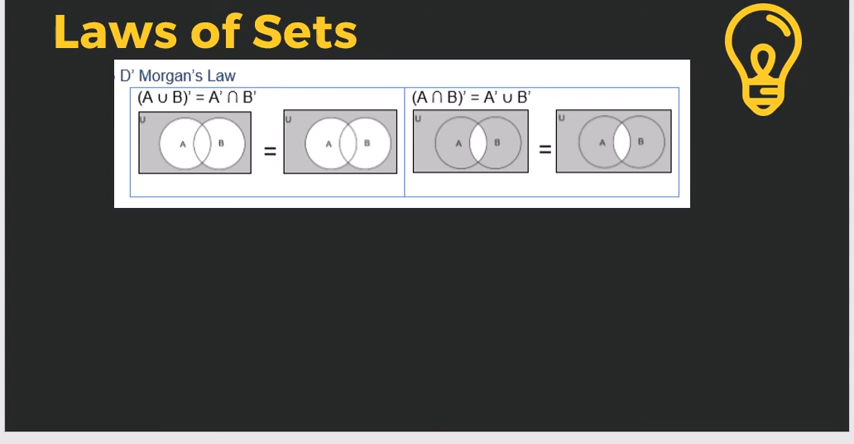 Laws of Sets
D' Morgan's Law
(A ∪ B)' = A' ∩ B'
U A B = U A B
(A ∩ B)' = A' ∪ B'
U A B = U A B